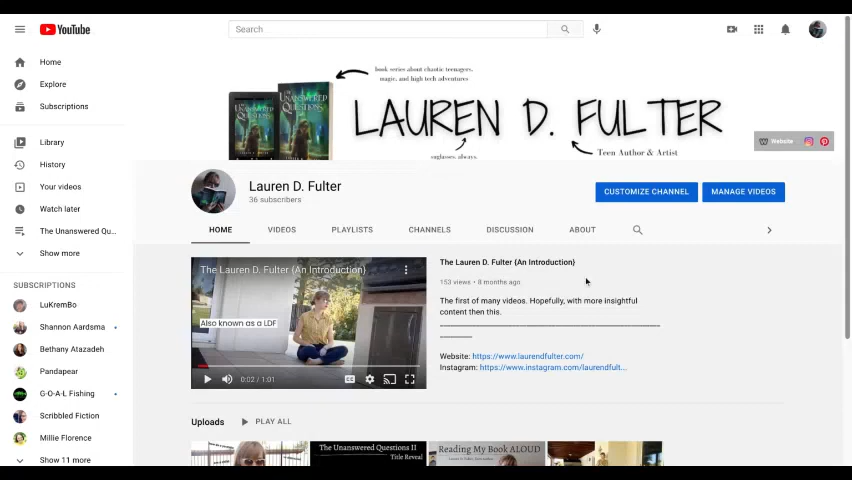 YouTube
Search
Home
Explore
Subscriptions
Library
History
Your videos
Watch later
The Unanswered Qu...
Show more
SUBSCRIPTIONS
LuKremBo
Shannon Aardsma
Bethany Atazadeh
Pandapear
G-O-A-L Fishing
Scribbled Fiction
Millie Florence
Show 11 more
book series about chaotic teenagers,
magic, and high tech adventures
THE UNANSWERED QUESTIONS
LAUREN D. FULTER
sunglasses. always.
Teen Author & Artist
Website
Lauren D. Fulter
36 subscribers
CUSTOMIZE CHANNEL
MANAGE VIDEOS
HOME
VIDEOS
PLAYLISTS
CHANNELS
DISCUSSION
ABOUT
The Lauren D. Fulter {An Introduction}
Also known as a LDF
0:02 / 1:01
CC
The Lauren D. Fulter {An Introduction}
153 views • 8 months ago
The first of many videos. Hopefully, with more insightful
content then this.
Website: https://www.laurendfulter.com/
Instagram: https://www.instagram.com/laurendfult...
Uploads
PLAY ALL
The Unanswered Questions II
Title Reveal
Reading My Book ALOUD